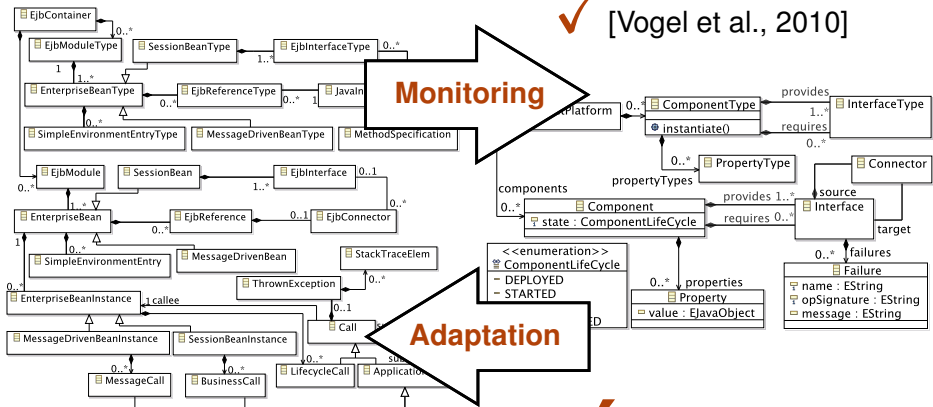 EjbContainer
0..*
✓ [Vogel et al., 2010]
EjbModuleType
SessionBeanType
EjbInterfaceType
0..*
1
1..*
1..*
EnterpriseBeanType
0..*
EjbReferenceType
0..*
1
0..*
SimpleEnvironmentEntryType
MessageDrivenBeanType
MethodSpecification
Monitoring
0..*
ComponentType
instantiate()
provides
1..*
requires
0..*
InterfaceType
0..*
PropertyType
propertyTypes
Connector
EjbModule
SessionBean
EjbInterface
0..1
0..*
1..*
1..*
0..*
EnterpriseBean
0..*
EjbReference
0..1
EjbConnector
1
0..*
SimpleEnvironmentEntry
MessageDrivenBean
components
0..*
Component
state : ComponentLifeCycle
provides 1..*
requires 0..*
source
Interface
target
StackTraceElem
<<enumeration>>
ComponentLifeCycle
DEPLOYED
STARTED
0..*
properties
Property
value : EJavaObject
0..*
failures
Failure
name : EString
opSignature : EString
message : EString
0..*
EnterpriseBeanInstance
1
callee
ThrownException
0..*
0..1
Call
Adaptation
MessageDrivenBeanInstance
SessionBeanInstance
0..*
0..*
0..*
LifecycleCall
MessageCall
BusinessCall